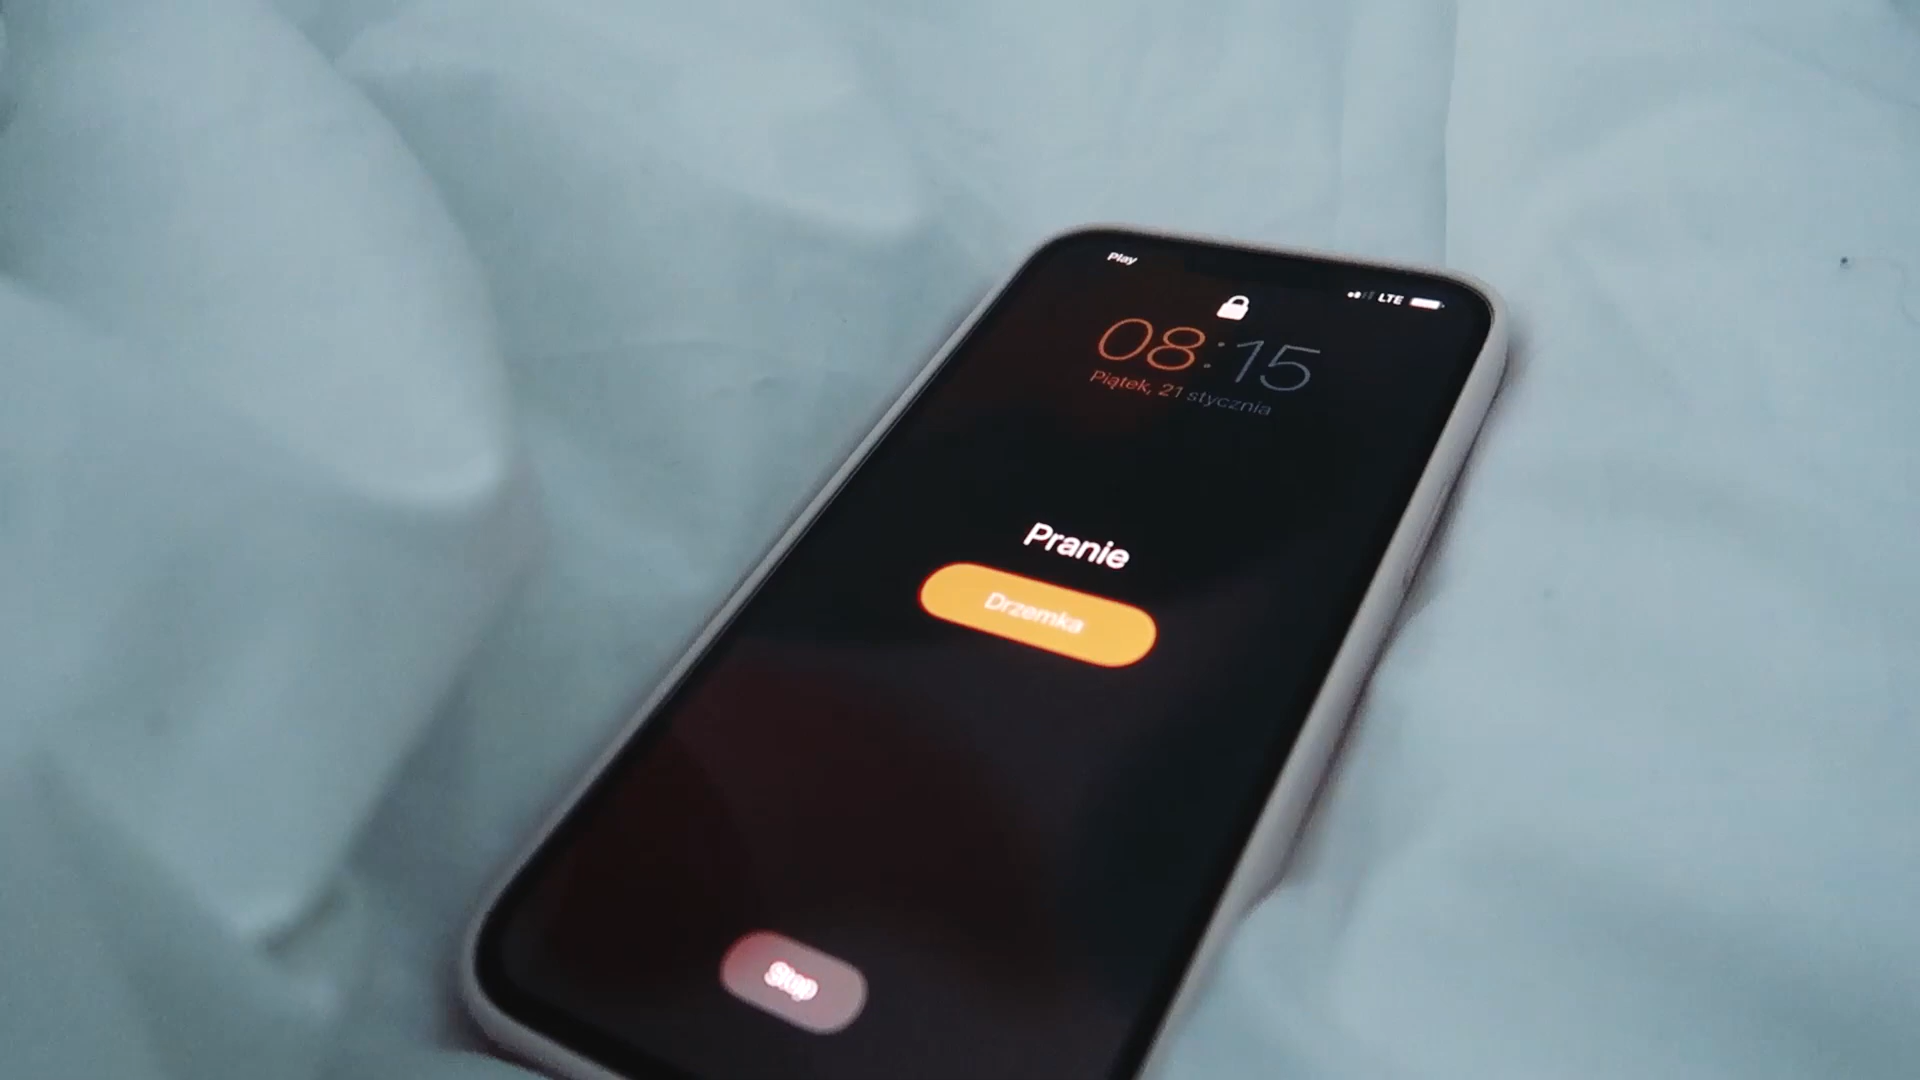 Play
LTE
08:15
Piątek, 21 stycznia
Pranie
Drzemka
Stop